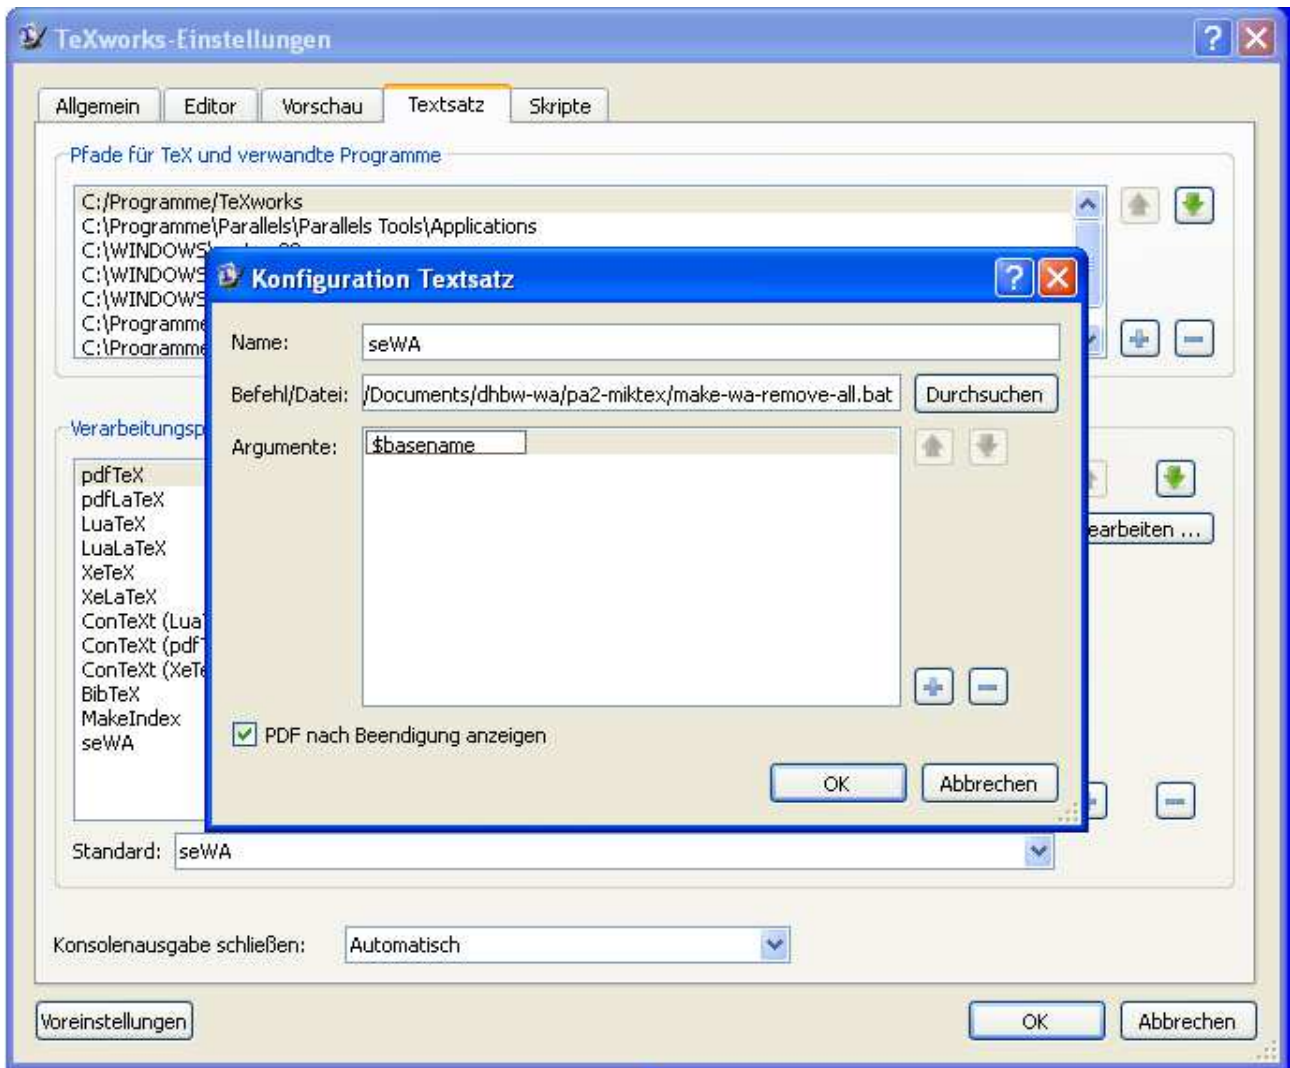 TeXworks-Einstellungen
Allgemein Editor Vorschau Textsatz Skripte
Pfade für TeX und verwandte Programme
C:/Programme/TeXworks
C:\Programme\Parallels\Parallels Tools\Applications
C:\WINDOWS\
C:\WINDOWS
C:\WINDOWS
C:\Programme
C:\Programme
Konfiguration Textsatz
Name: seWA
Befehl/Datei: /Documents/dhbw-wa/pa2-miktex/make-wa-remove-all.bat Durchsuchen
Argumente: $basename
PDF nach Beendigung anzeigen
OK Abbrechen
Verarbeitungsp
pdfTeX
pdfLaTeX
LuaTeX
LuaLaTeX
XeTeX
XeLaTeX
ConTeXt (Lua
ConTeXt (pdf
ConTeXt (XeTe
BibTeX
MakeIndex
seWA
earbeiten ...
Standard: seWA
Konsolenausgabe schließen: Automatisch
Voreinstellungen OK Abbrechen